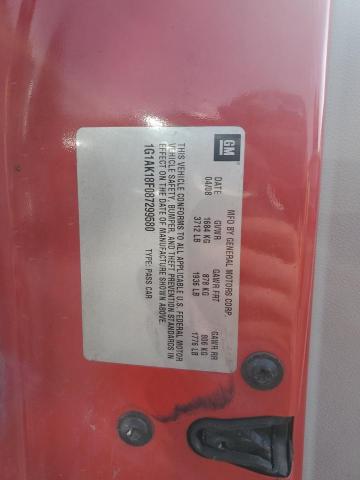 GM
MFD BY GENERAL MOTORS CORP.
DATE GVWR GAWR FRT GAWR RR
04/08 1684 KG 878 KG 806 KG
3712 LB 1936 LB 1776 LB
THIS VEHICLE CONFORMS TO ALL APPLICABLE U.S. FEDERAL MOTOR
VEHICLE SAFETY, BUMPER, AND THEFT PREVENTION STANDARDS IN
EFFECT ON THE DATE OF MANUFACTURE SHOWN ABOVE.
1G1AK18F087299680 TYPE: PASS CAR